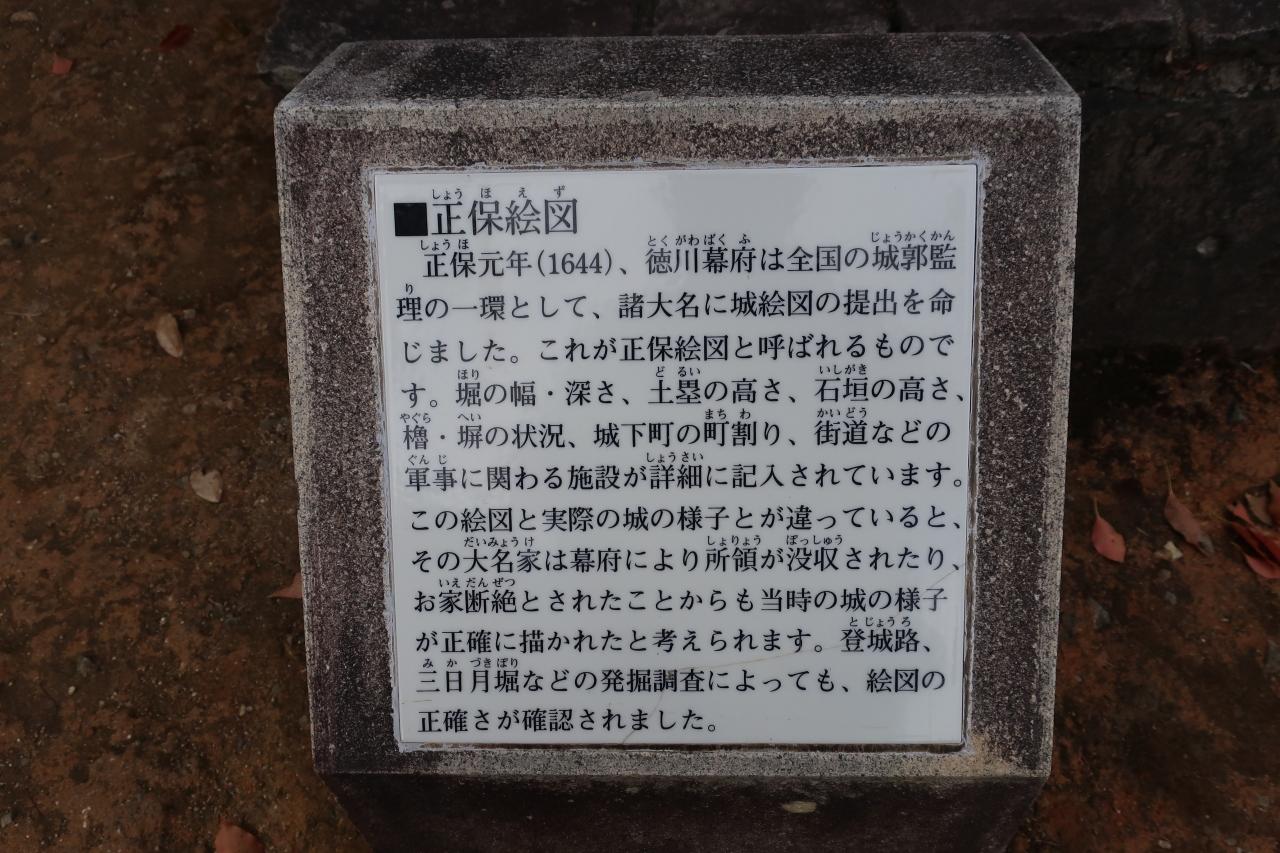 ■正保絵図
正保元年(1644)、徳川幕府は全国の城郭監
理の一環として、諸大名に城絵図の提出を命
じました。これが正保絵図と呼ばれるもので
す。堀の幅・深さ、土塁の高さ、石垣の高さ、
櫓・塀の状況、城下町の町割り、街道などの
軍事に関わる施設が詳細に記入されています。
この絵図と実際の城の様子とが違っていると、
その大名家は幕府により所領が没収されたり、
お家断絶とされたことからも当時の城の様子
が正確に描かれたと考えられます。登城路、
三日月堀などの発掘調査によっても、絵図の
正確さが確認されました。